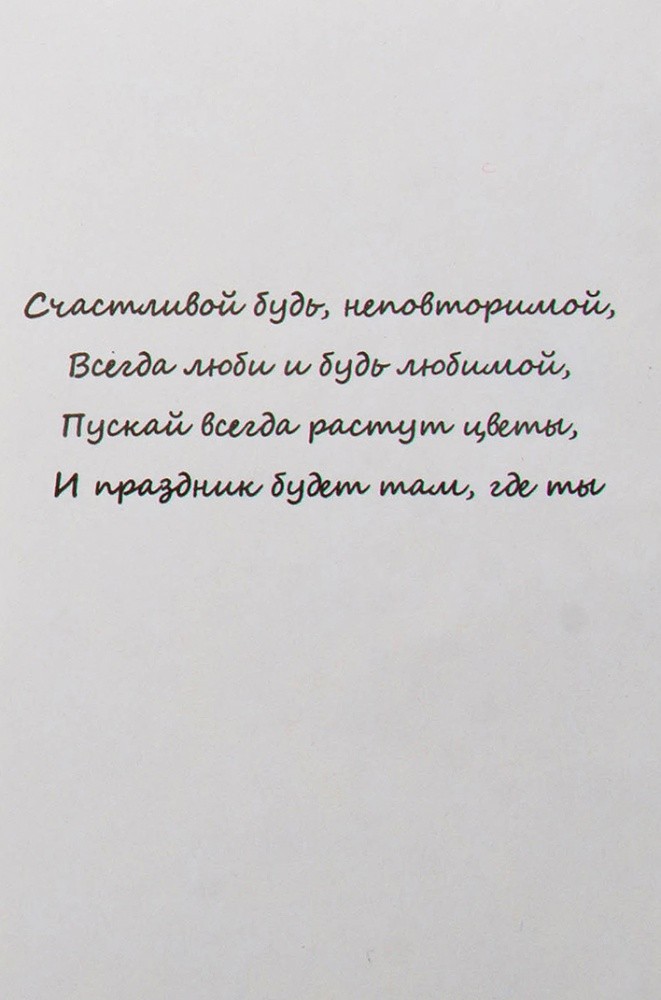 Счастливой будь, неповторимой,
Всегда люби и будь любимой,
Пускай всегда растут цветы,
И праздник будет там, где ты